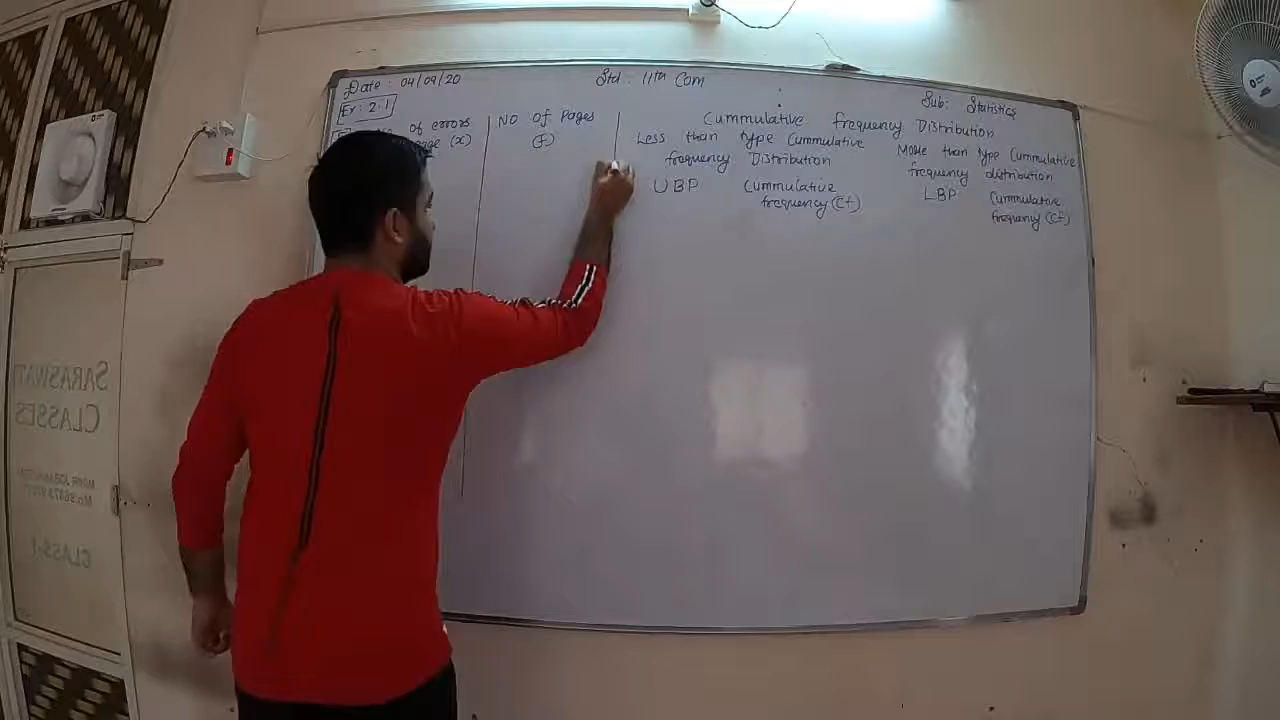 Date: 04/09/20
Std: 11th Com
Sub: Statistics
Ex: 2.1
of errors
(x)
No of Pages
(f)
Cummulative frequency Distribution
Less than type Cummulative
frequency Distribution
More than type Cummulative
frequency distribution
UBP
Cummulative
frequency(cf)
LBP
Cummulative
frequency(cf)
SARASWATI
CLASSES